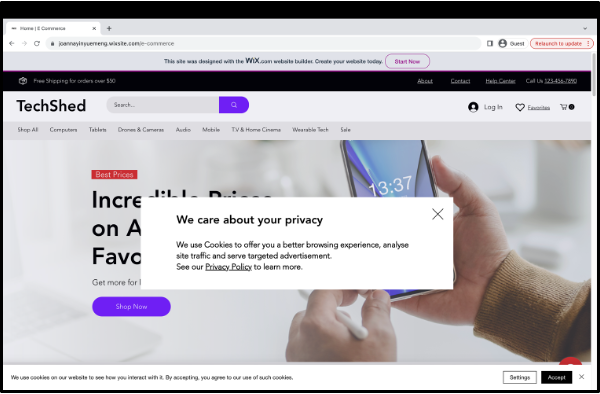 Home | E Commerce
joannayinyuemeng.wixsite.com/e-commerce
Guest
Relaunch to update
This site was designed with the WiX.com website builder. Create your website today.
Start Now
Free Shipping for orders over $50
About
Contact
Help Center
Call Us 123-456-7890
TechShed
Search...
Log In
Favorites
0
Shop All
Computers
Tablets
Drones & Cameras
Audio
Mobile
T.V & Home Cinema
Wearable Tech
Sale
Best Prices
13:37
Incredible Prices
on A
Favo
Get more for l
Shop Now
We care about your privacy
We use Cookies to offer you a better browsing experience, analyse
site traffic and serve targeted advertisement.
See our Privacy Policy to learn more.
We use cookies on our website to see how you interact with it. By accepting, you agree to our use of such cookies.
Settings
Accept